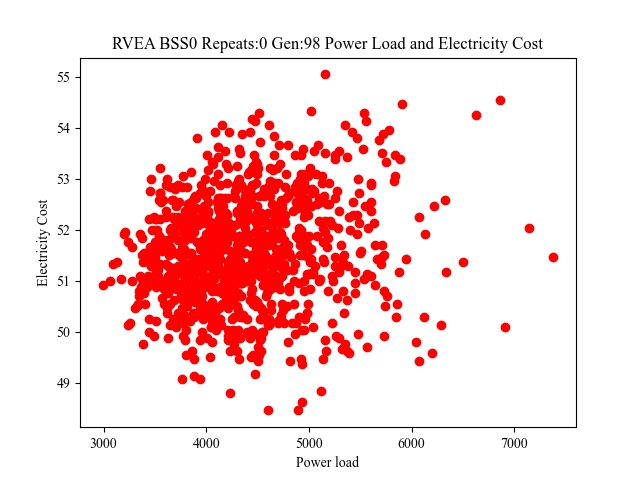 RVEA BSS0 Repeats:0 Gen:98 Power Load and Electricity Cost
55
54
53
52
51
50
49
Electricity Cost
3000 4000 5000 6000 7000
Power load